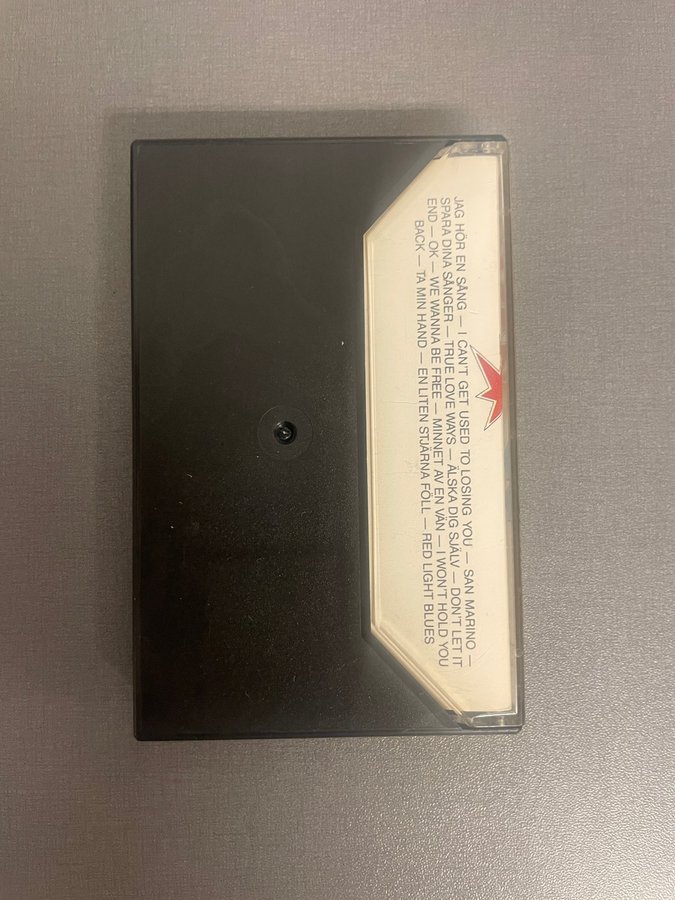 JAG HÖR EN SÅNG — I CAN'T GET USED TO LOSING YOU — SAN MARINO —
SPARA DINA SÅNGER — TRUE LOVE WAYS — ÄLSKA DIG SJÄLV — DON'T LET IT
END — OK — WE WANNA BE FREE — MINNET AV EN VÄN — I WON'T HOLD YOU
BACK — TA MIN HAND — EN LITEN STJÄRNA FÖLL — RED LIGHT BLUES